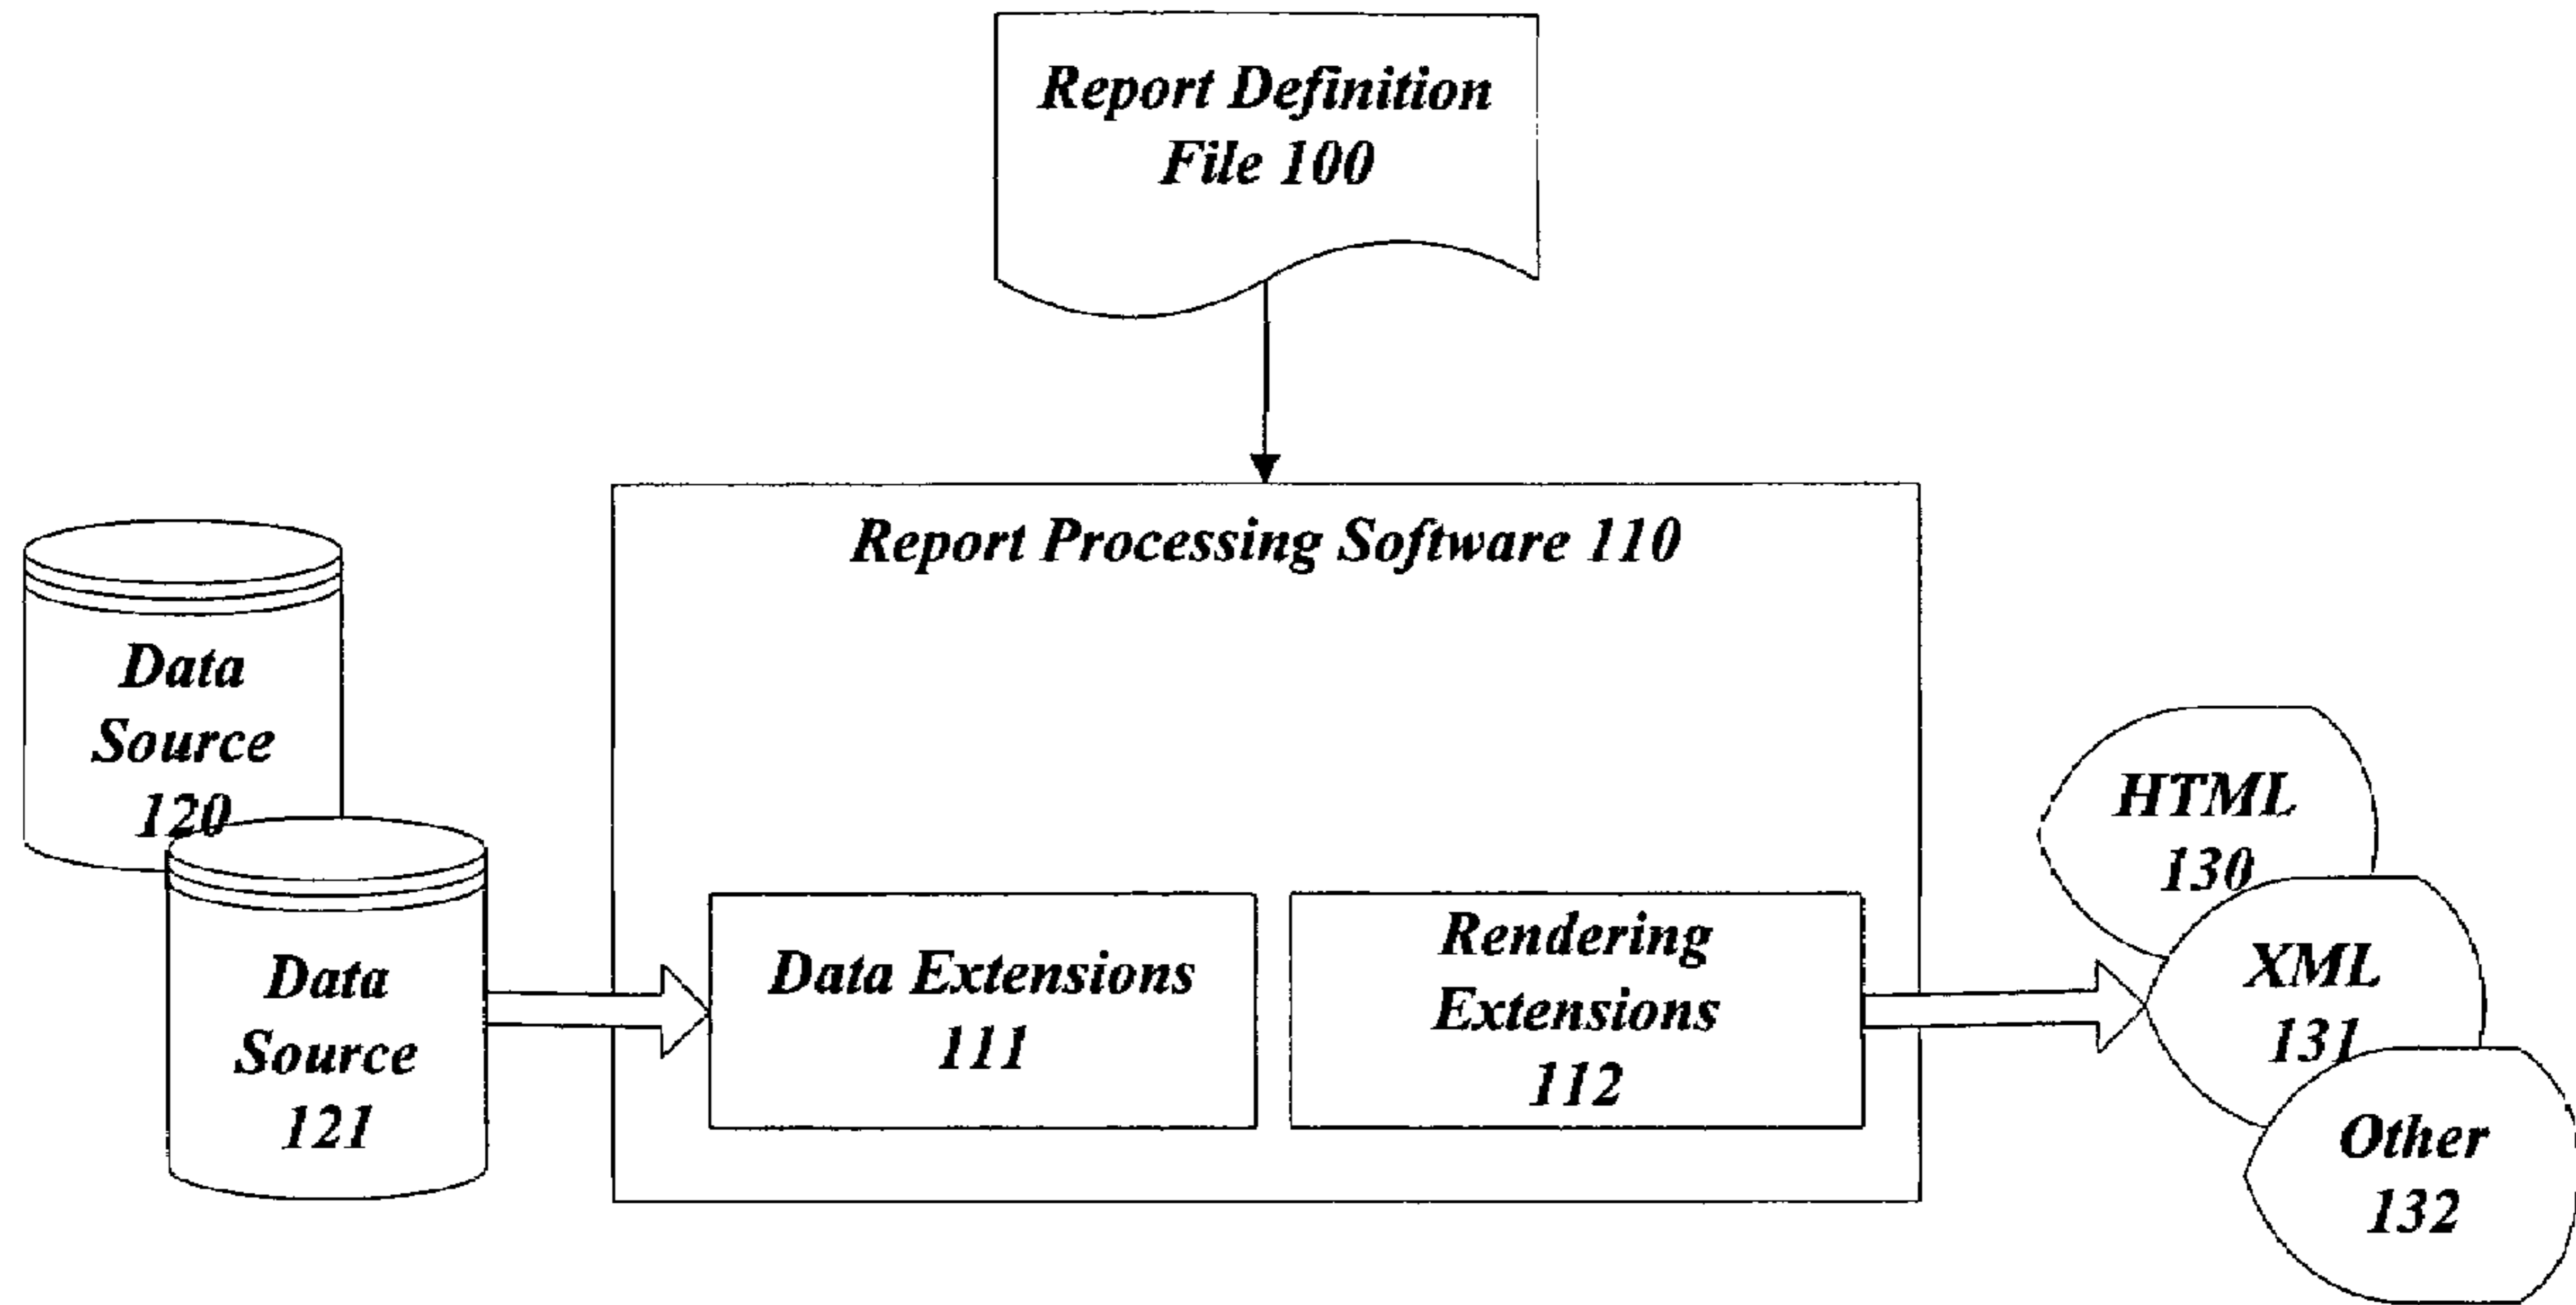 Report Definition
File 100
Report Processing Software 110
Data
Source
120
Data
Source
121
Data Extensions
111
Rendering
Extensions
112
HTML
130
XML
131
Other
132